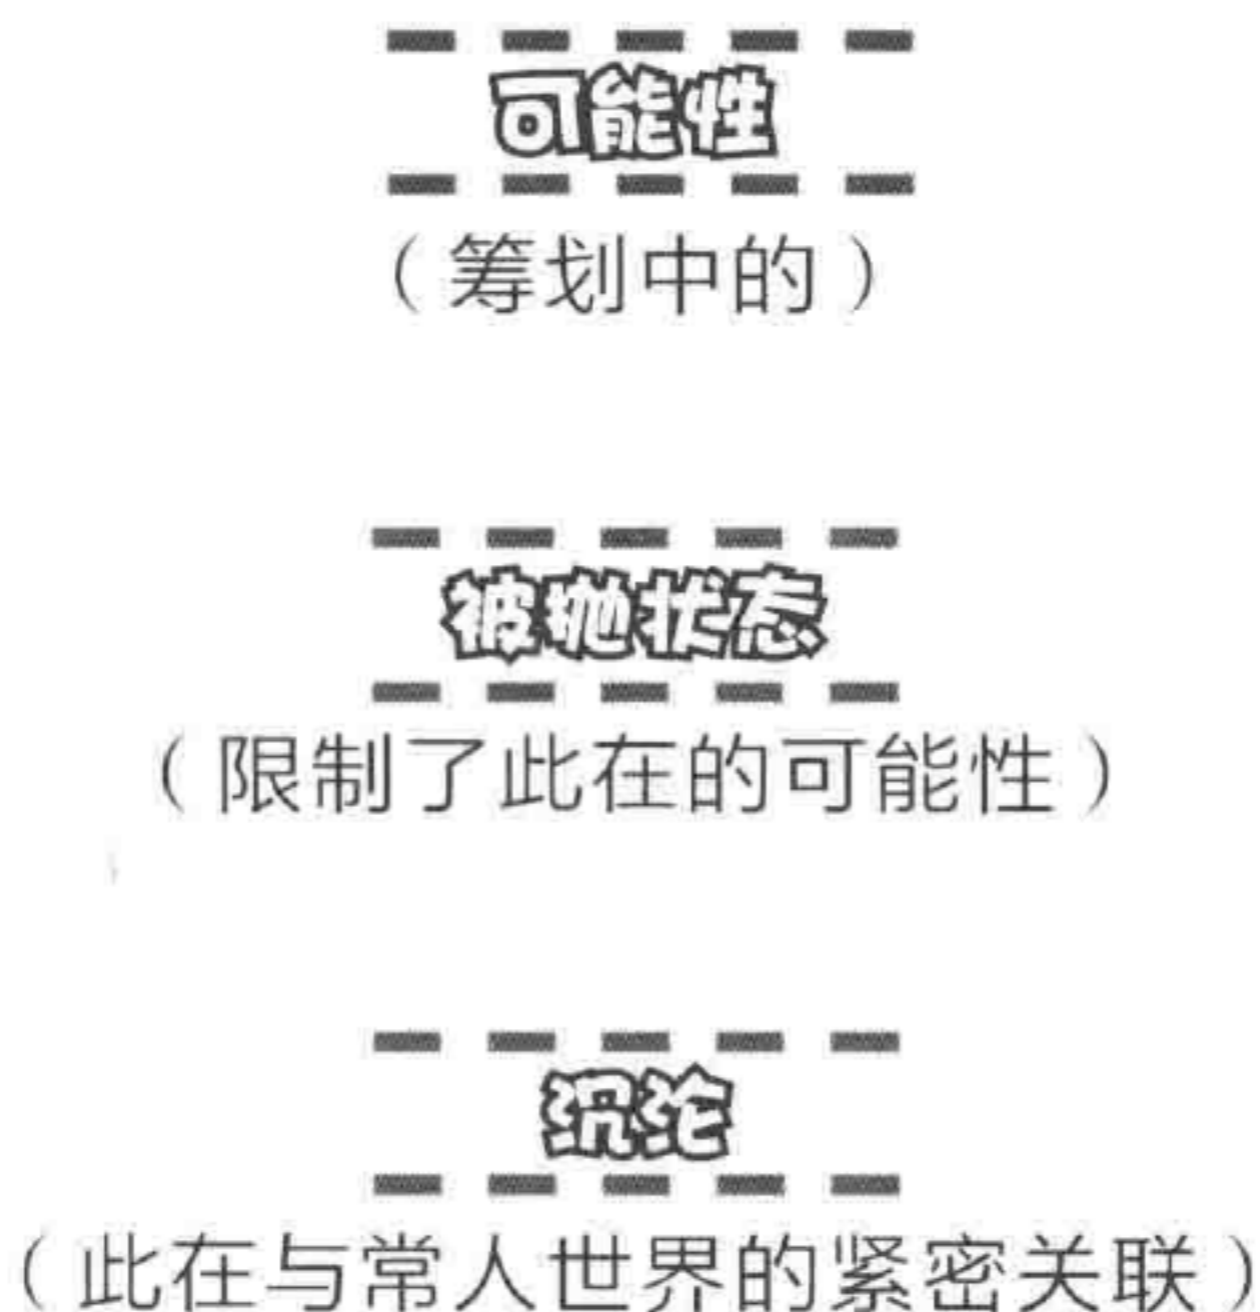 可能性
（筹划中的）
被抛状态
（限制了此在的可能性）
沉沦
（此在与常人世界的紧密关联）